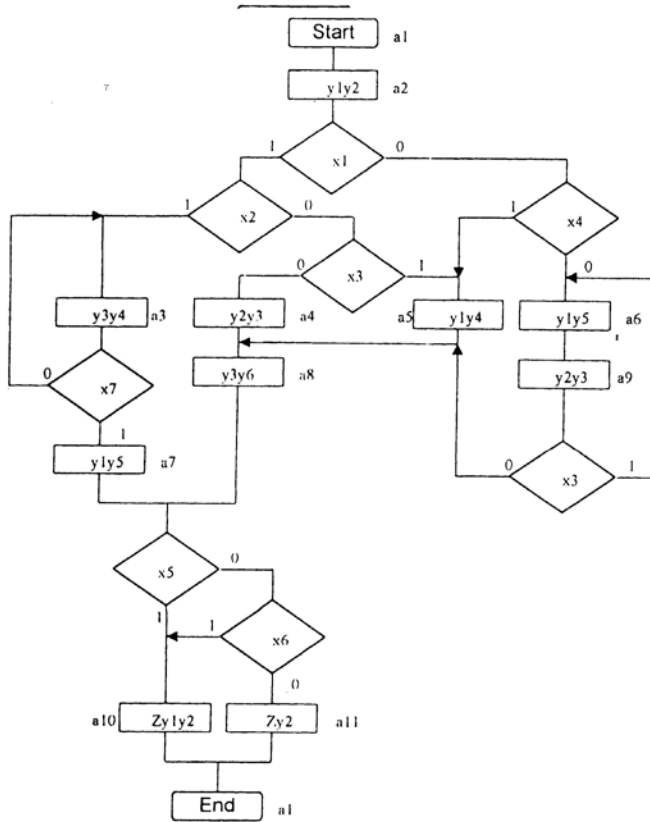 Start a1
y1y2 a2
x1
1 0
x2
1 0
x4
1 0
x3
0 1
y3y4 a3
y2y3 a4
a5 y1y4
y1y5 a6
x7
0 1
y3y6 a8
y2y3 a9
y1y5 a7
x3
0 1
x5
0 1
x6
1 0
a10 Zy1y2
Zy2 a11
End a1